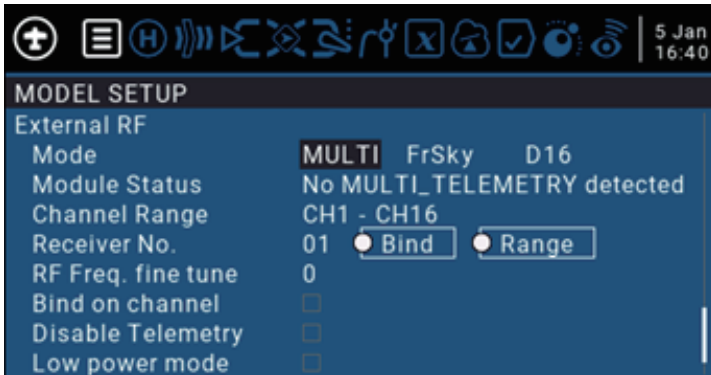 H X 5 Jan
16:40
MODEL SETUP
External RF
Mode MULTI FrSky D16
Module Status No MULTI_TELEMETRY detected
Channel Range CH1 - CH16
Receiver No. 01 Bind Range
RF Freq. fine tune 0
Bind on channel
Disable Telemetry
Low power mode